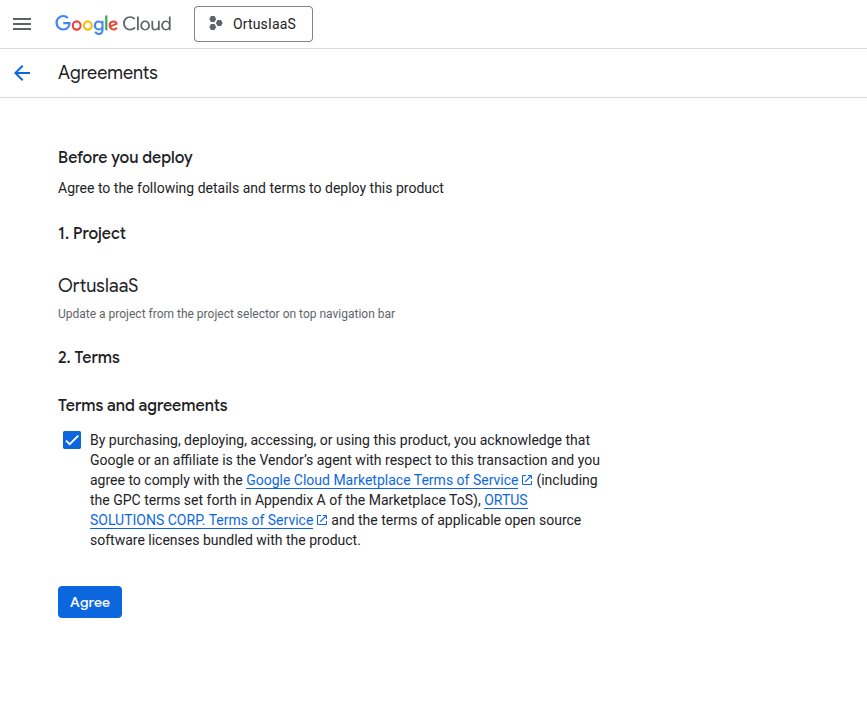 Google Cloud
OrtusIaaS
Agreements
Before you deploy
Agree to the following details and terms to deploy this product
1. Project
OrtusIaaS
Update a project from the project selector on top navigation bar
2. Terms
Terms and agreements
By purchasing, deploying, accessing, or using this product, you acknowledge that
Google or an affiliate is the Vendor's agent with respect to this transaction and you
agree to comply with the Google Cloud Marketplace Terms of Service (including
the GPC terms set forth in Appendix A of the Marketplace ToS), ORTUS
SOLUTIONS CORP. Terms of Service and the terms of applicable open source
software licenses bundled with the product.
Agree